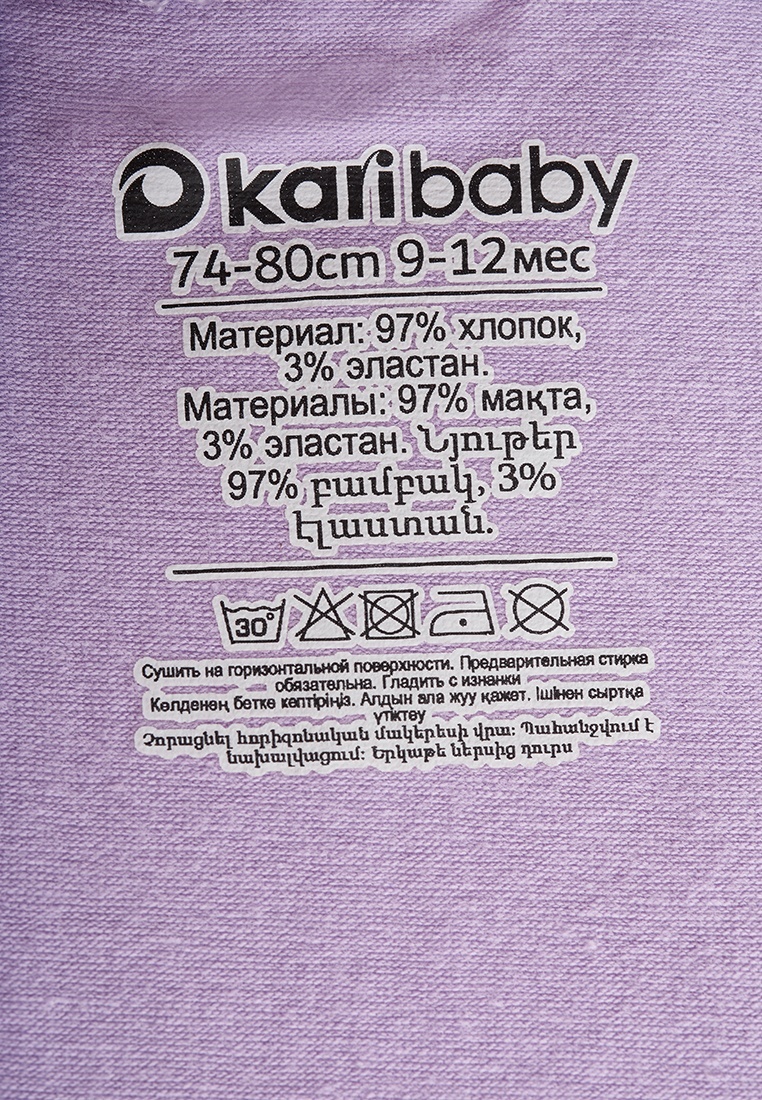 karibaby
74-80cm 9-12мес
Материал: 97% хлопок,
3% эластан.
Материалы: 97% мақта,
3% эластан. Նյութեր
97% բամբակ, 3%
էլաստան.
30°
Сушить на горизонтальной поверхности. Предварительная стирка
обязательна. Гладить с изнанки
Көлденең бетке кептіріңіз. Алдын ала жуу қажет. Ішінен сыртқа
үтіктеу
Չորացնել հորիզոնական մակերեսի վրա: Պահանջվում է
նախալվացում: Երկաթե ներսից դուրս